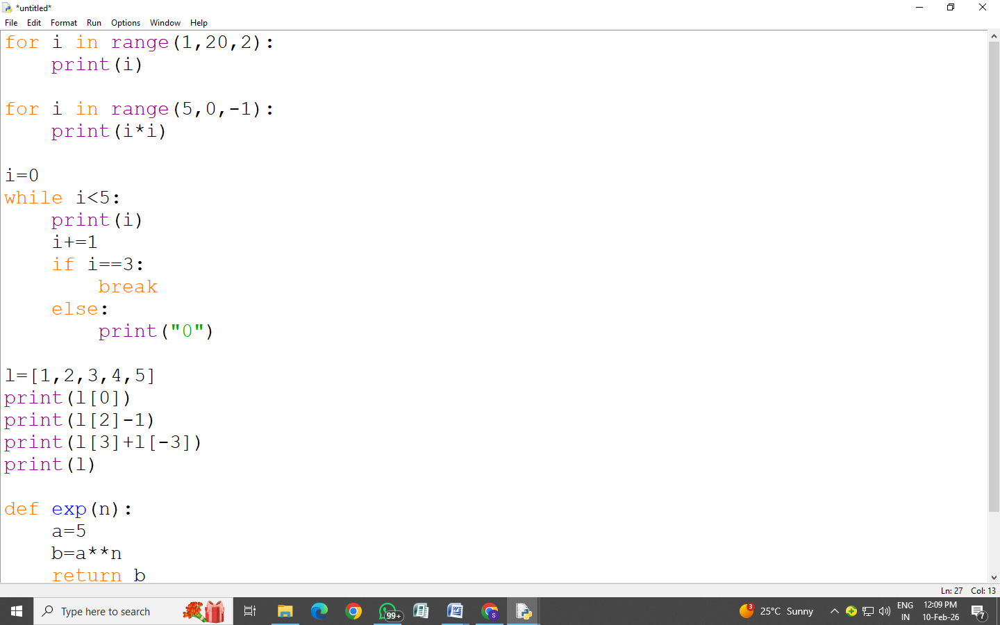 *untitled*
File Edit Format Run Options Window Help
for i in range(1,20,2):
    print(i)

for i in range(5,0,-1):
    print(i*i)

i=0
while i<5:
    print(i)
    i+=1
    if i==3:
        break
    else:
        print("0")

l=[1,2,3,4,5]
print(l[0])
print(l[2]-1)
print(l[3]+l[-3])
print(l)

def exp(n):
    a=5
    b=a**n
    return b
Ln: 27 Col: 13
Type here to search
99+
W
S
3
25°C Sunny
ENG
IN
12:09 PM
10-Feb-26
7